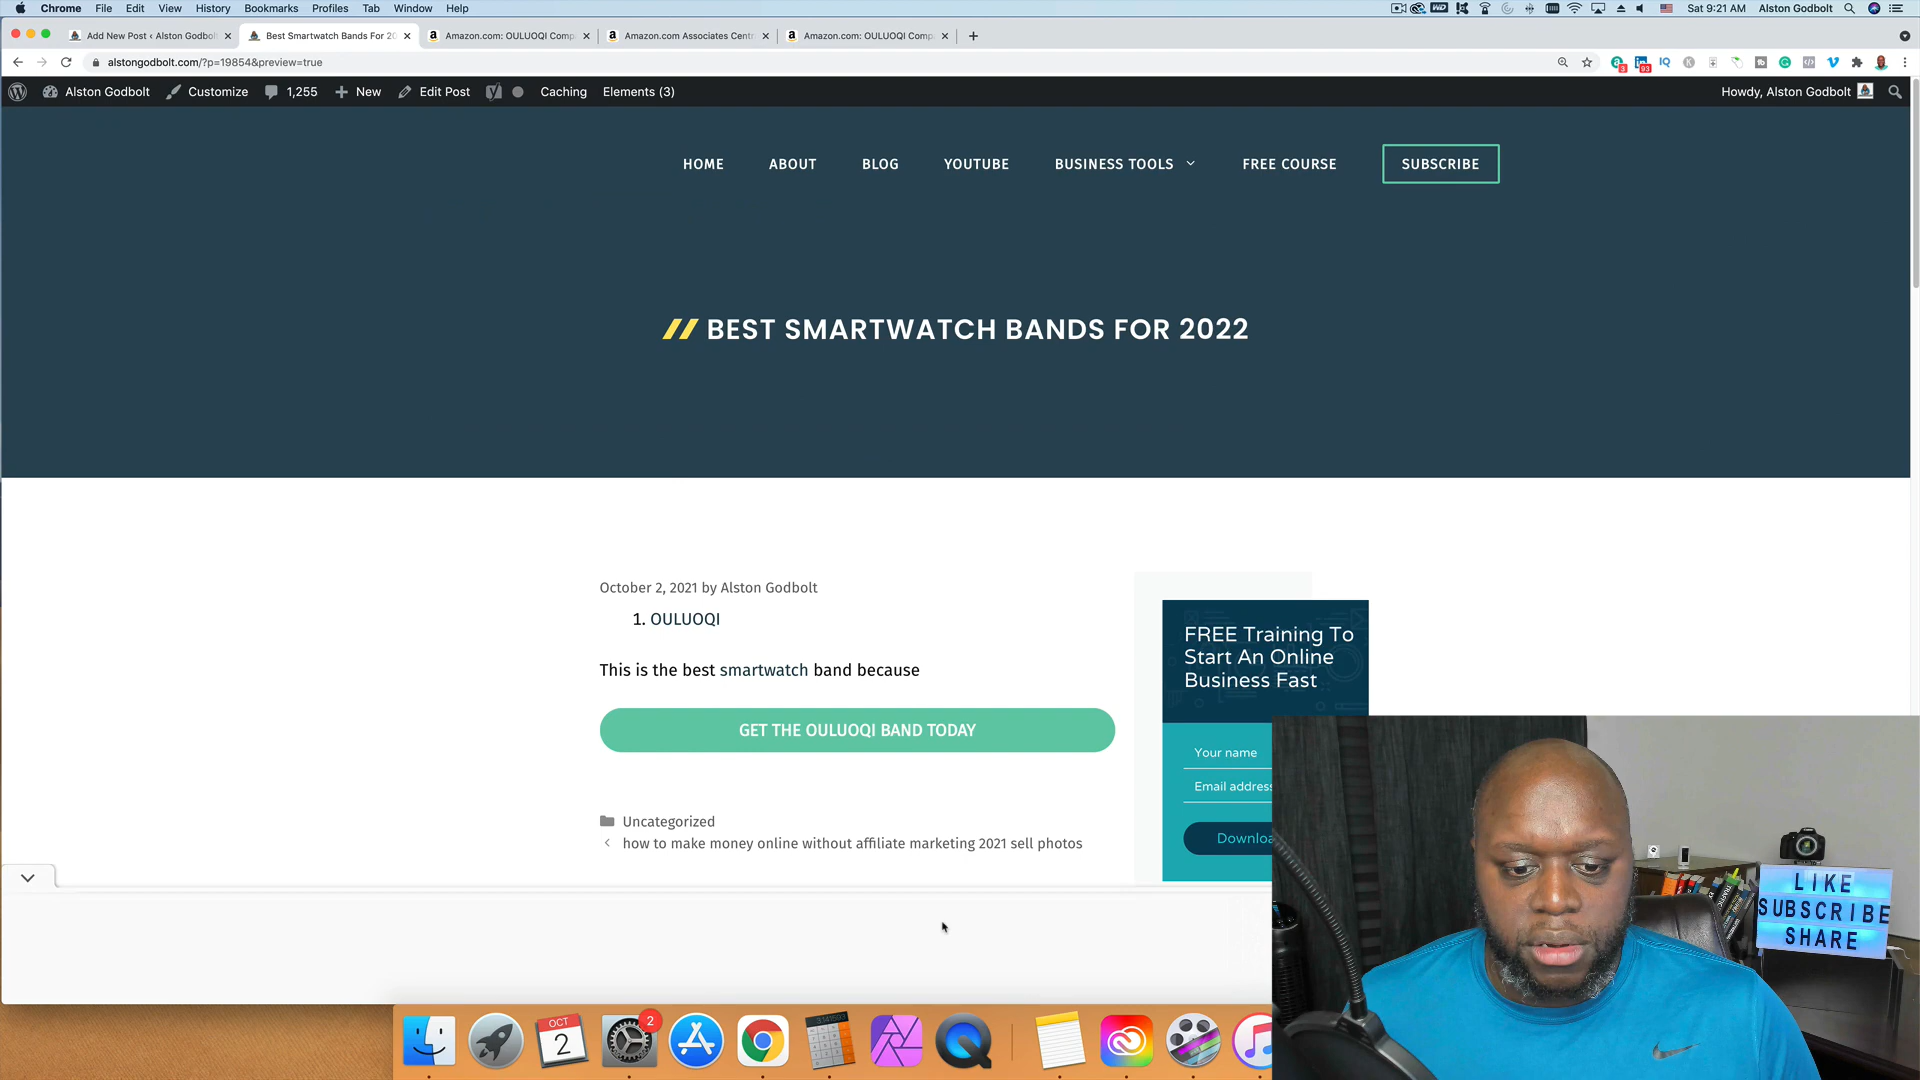 Chrome File Edit View History Bookmarks Profiles Tab Window Help
Sat 9:21 AM Alston Godbolt
Add New Post ‹ Alston Godbolt
Best Smartwatch Bands For 20
Amazon.com: OULUOQI Comp
Amazon.com Associates Cent
Amazon.com: OULUOQI Comp
alstongodbolt.com/?p=19854&preview=true
3
93
IQ
Alston Godbolt Customize 1,255 New Edit Post Caching Elements (3)
Howdy, Alston Godbolt
HOME ABOUT BLOG YOUTUBE BUSINESS TOOLS FREE COURSE SUBSCRIBE
// BEST SMARTWATCH BANDS FOR 2022
October 2, 2021 by Alston Godbolt
1. OULUOQI
This is the best smartwatch band because
GET THE OULUOQI BAND TODAY
Uncategorized
how to make money online without affiliate marketing 2021 sell photos
FREE Training To
Start An Online
Business Fast
Your name
Email address
Downloa
LIKE
SUBSCRIBE
SHARE
OCT
2
2